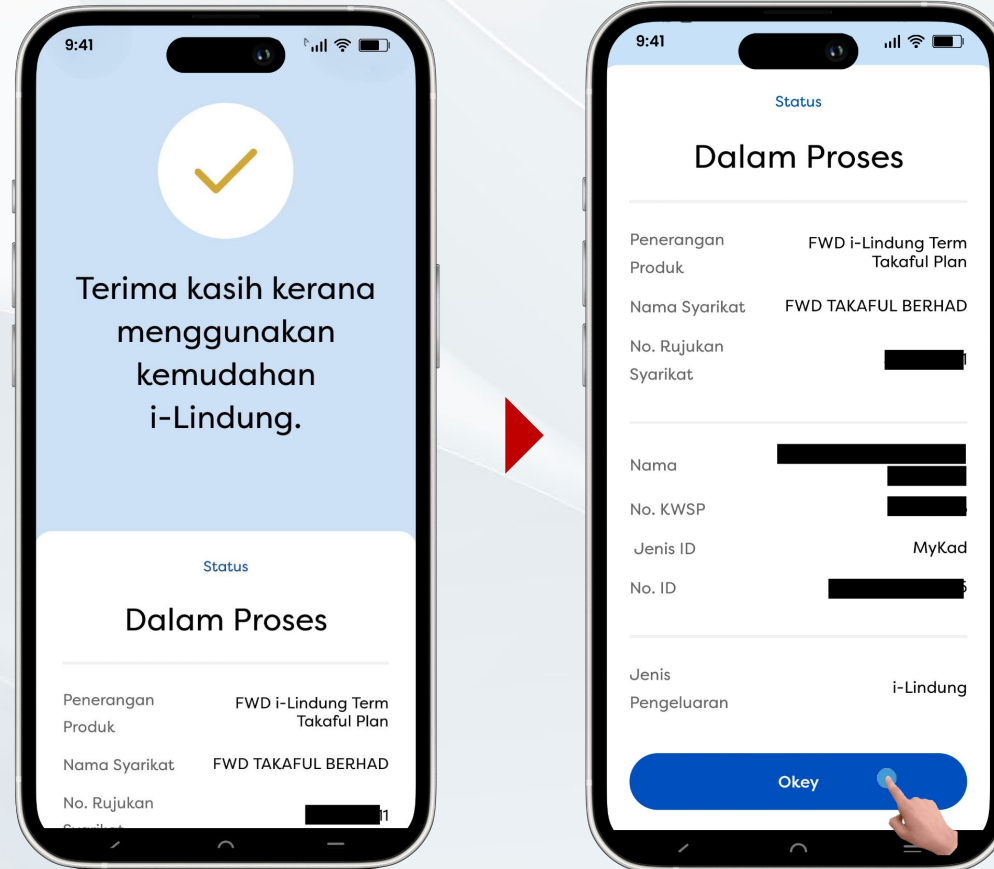 9:41
Terima kasih kerana
menggunakan
kemudahan
i-Lindung.
Status
Dalam Proses
Penerangan
Produk
FWD i-Lindung Term
Takaful Plan
Nama Syarikat
FWD TAKAFUL BERHAD
No. Rujukan
11
9:41
Status
Dalam Proses
Penerangan
Produk
FWD i-Lindung Term
Takaful Plan
Nama Syarikat
FWD TAKAFUL BERHAD
No. Rujukan
Syarikat
Nama
No. KWSP
Jenis ID
MyKad
No. ID
Jenis
Pengeluaran
i-Lindung
Okey